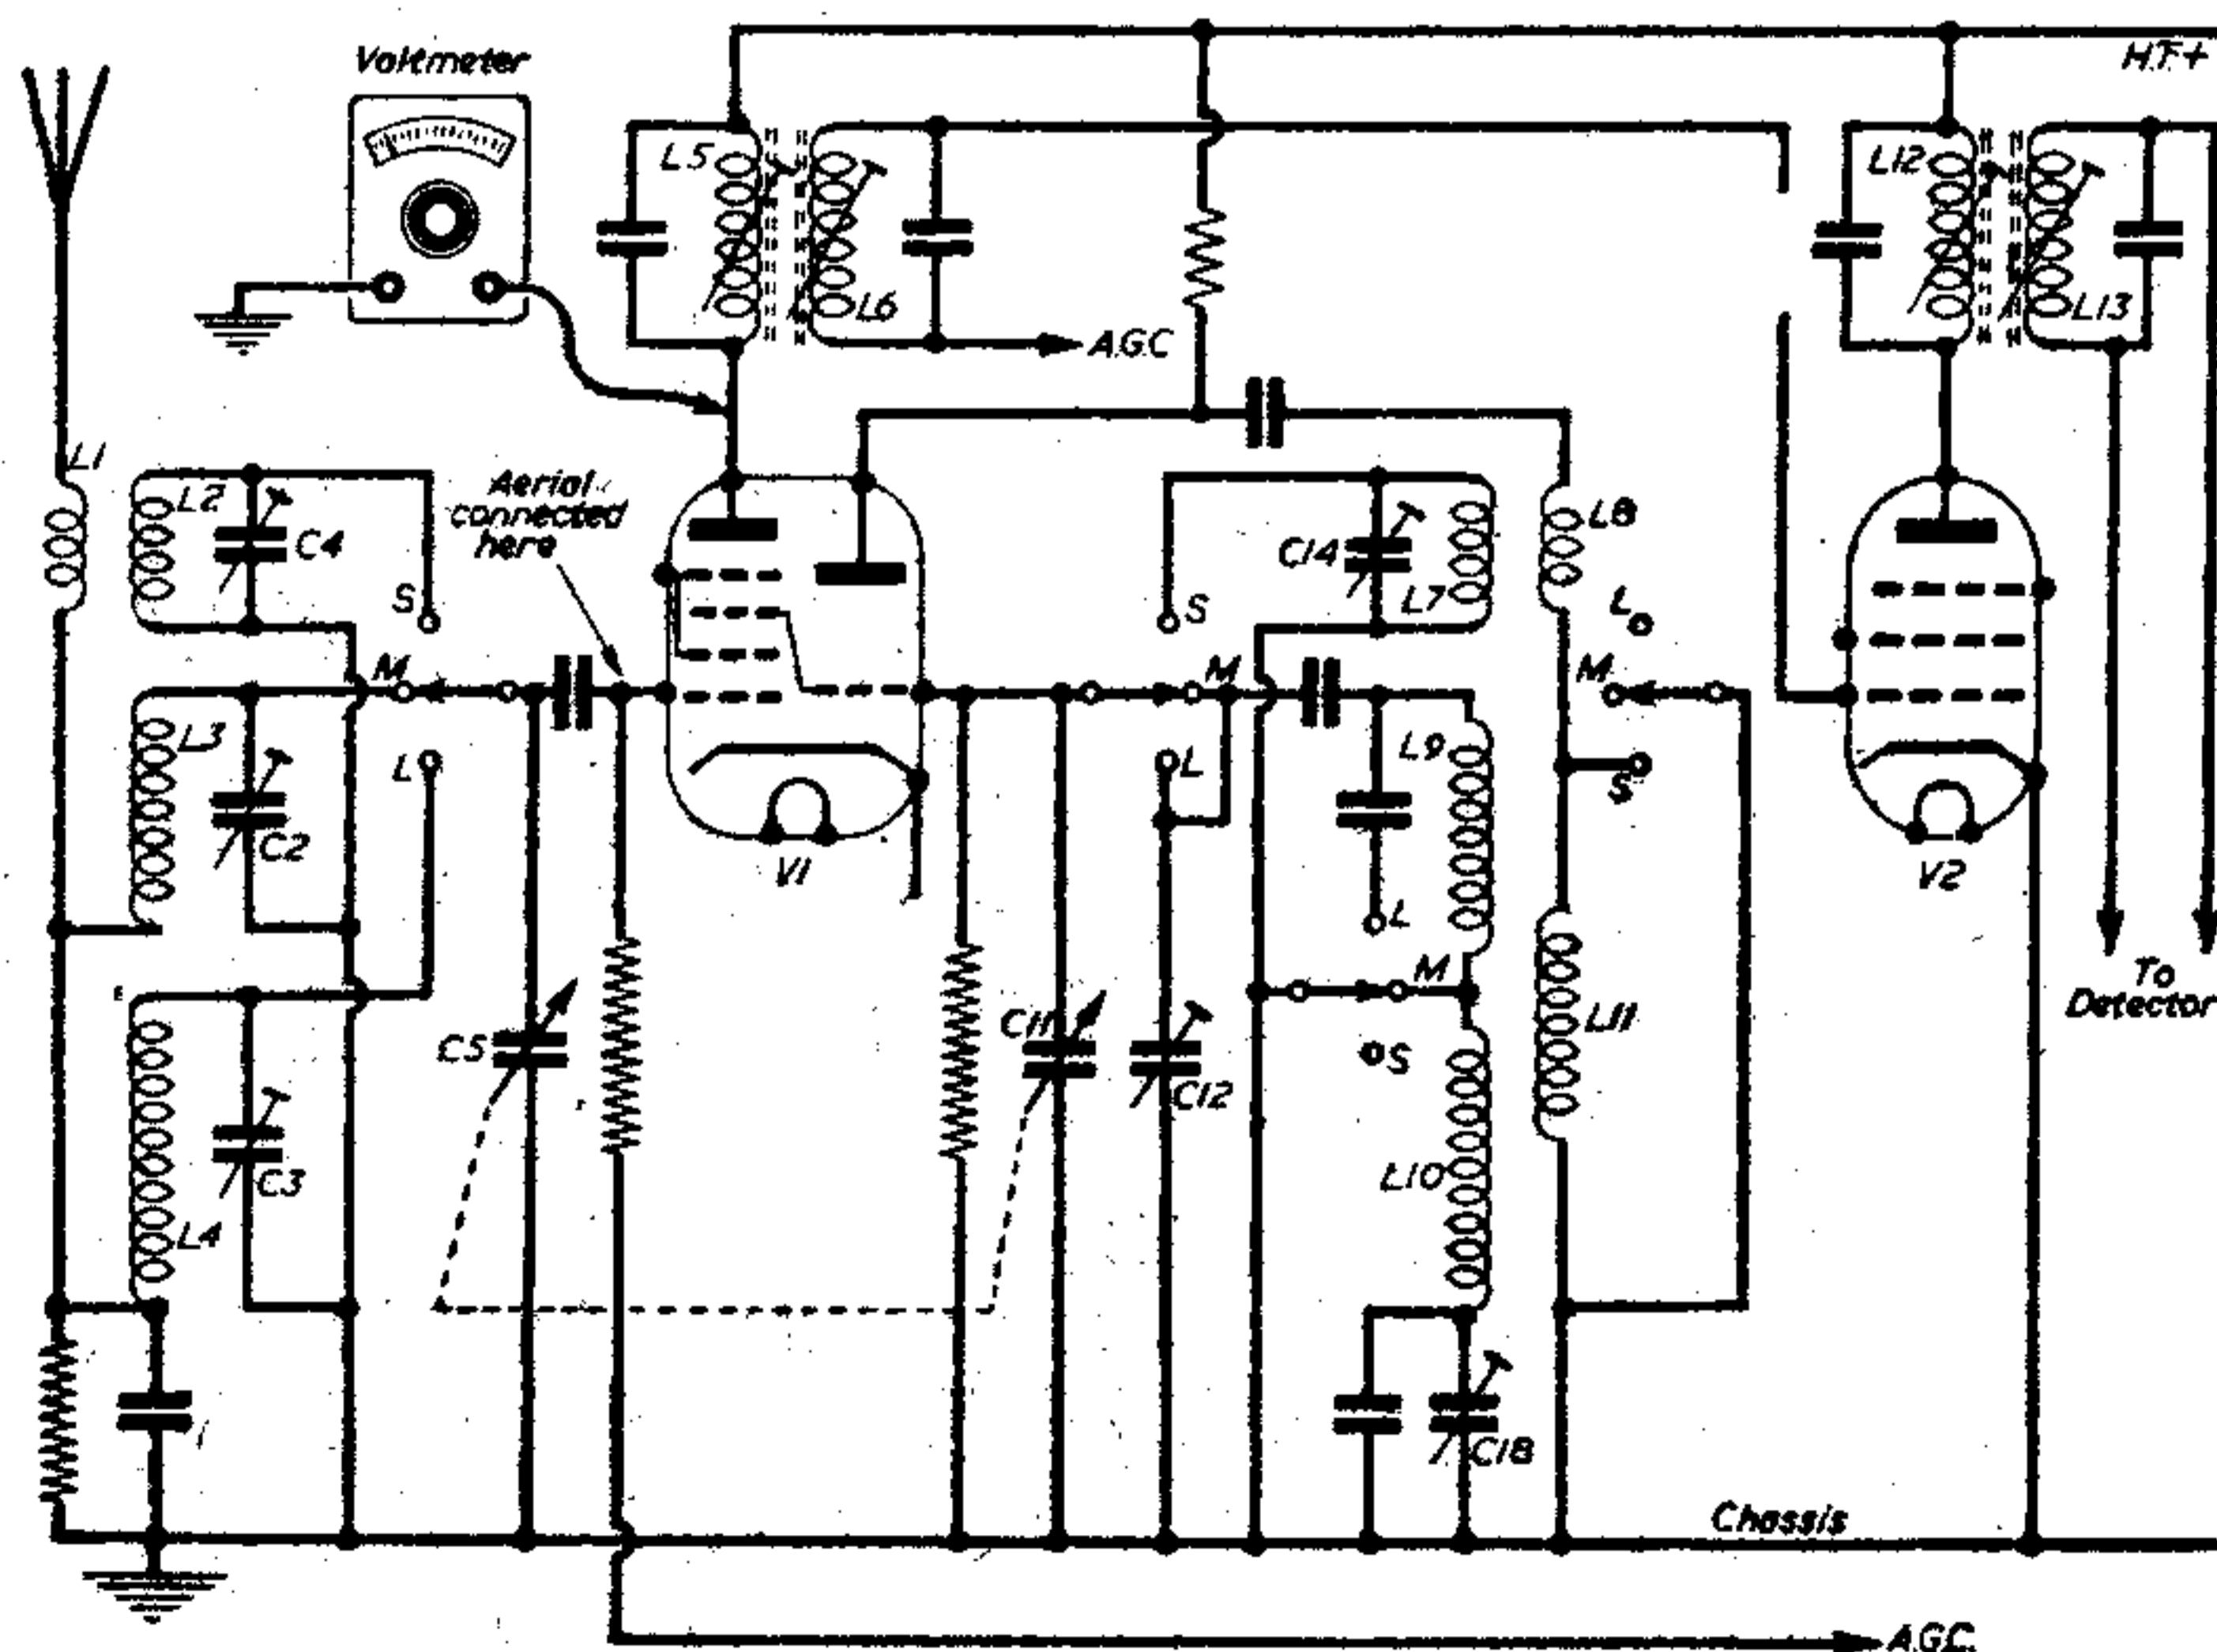 Voltmeter
H.T.+
L5
L6
L12
L13
A.G.C
L1
L2
C4
S
Aerial
connected
here
C14
L7
S
L8
L
M
L3
C2
L
M
L9
L
M
S
V1
V2
L
M
S
To
Detector
C5
C11
C12
L11
C3
L4
L10
C18
Chassis
A.G.C.